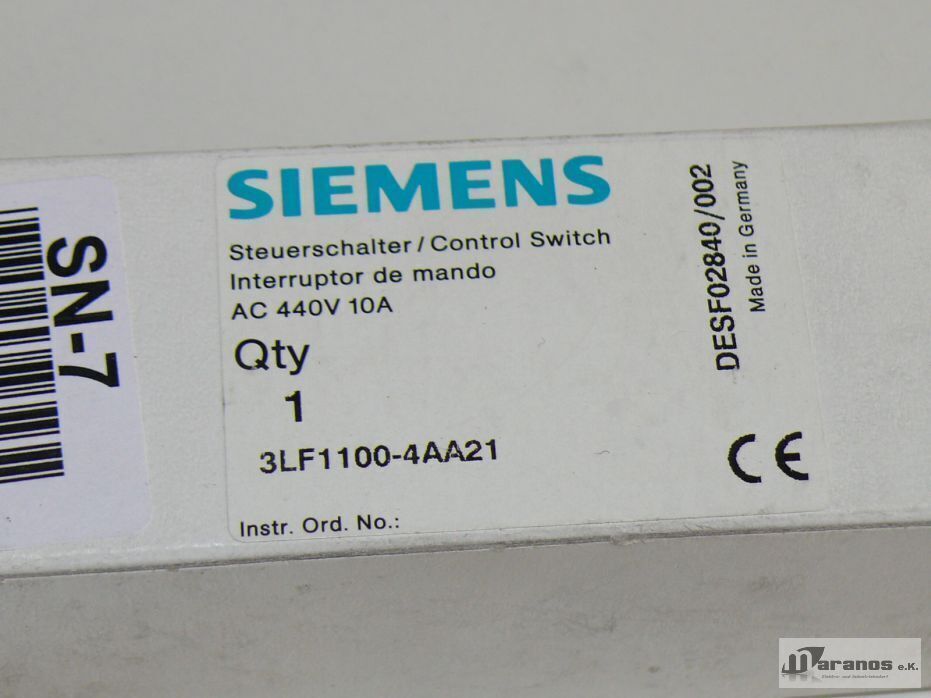 SIEMENS
Steuerschalter / Control Switch
Interruptor de mando
AC 440V 10A
Qty
1
3LF1100-4AA21
Instr. Ord. No.:
DESF02840/002
Made in Germany
CE
SN-7
Maranos e.K.